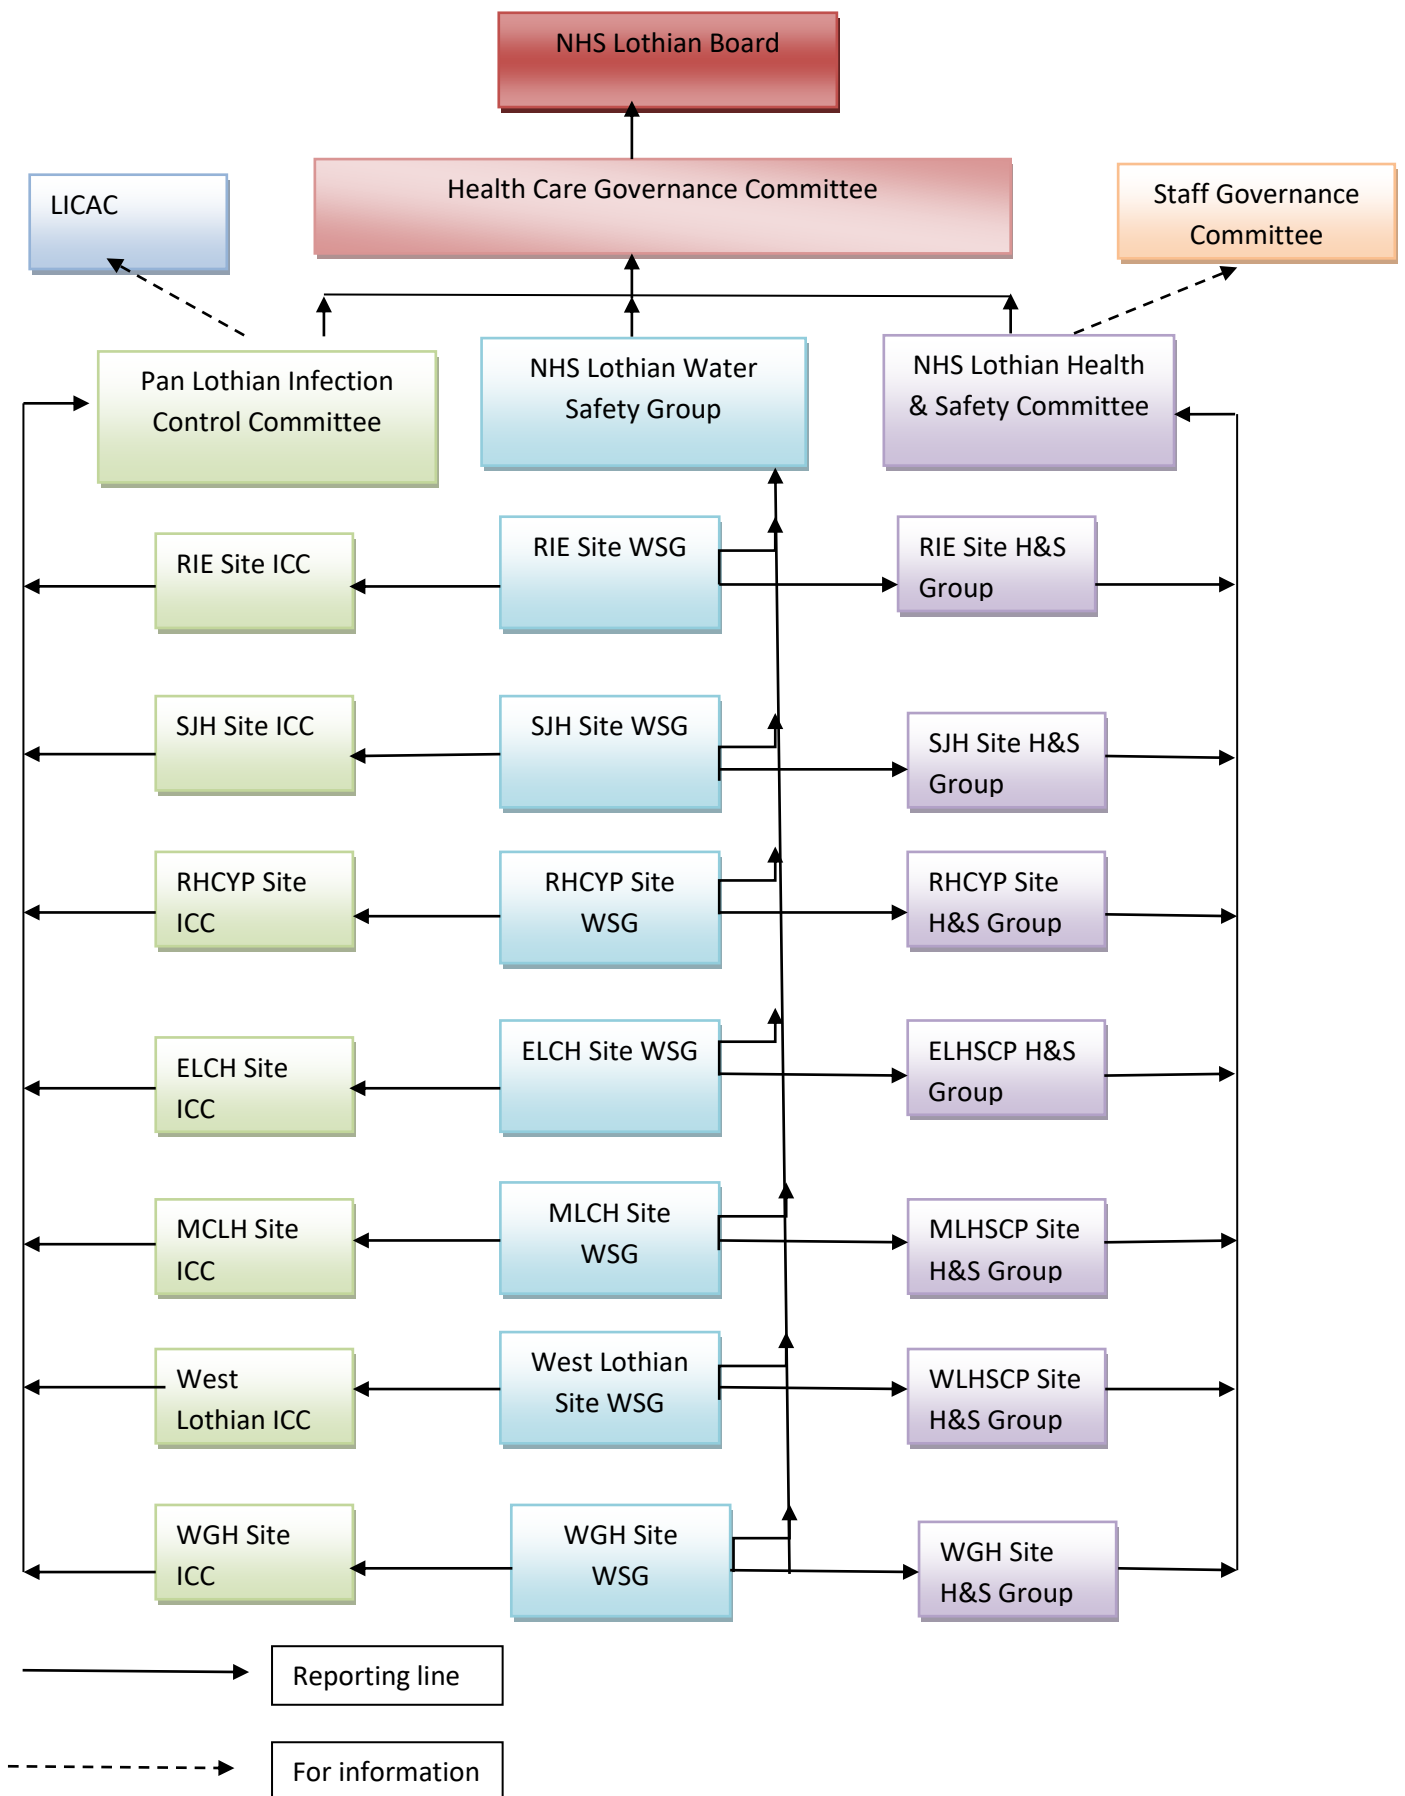 NHS Lothian Board
Health Care Governance Committee
LICAC
Staff Governance
Committee
Pan Lothian Infection
Control Committee
NHS Lothian Water
Safety Group
NHS Lothian Health
& Safety Committee
RIE Site ICC
RIE Site WSG
RIE Site H&S
Group
SJH Site ICC
SJH Site WSG
SJH Site H&S
Group
RHCYP Site
ICC
RHCYP Site
WSG
RHCYP Site
H&S Group
ELCH Site
ICC
ELCH Site WSG
ELHSCP H&S
Group
MCLH Site
ICC
MLCH Site
WSG
MLHSCP Site
H&S Group
West
Lothian ICC
West Lothian
Site WSG
WLHSCP Site
H&S Group
WGH Site
ICC
WGH Site
WSG
WGH Site
H&S Group
Reporting line
For information